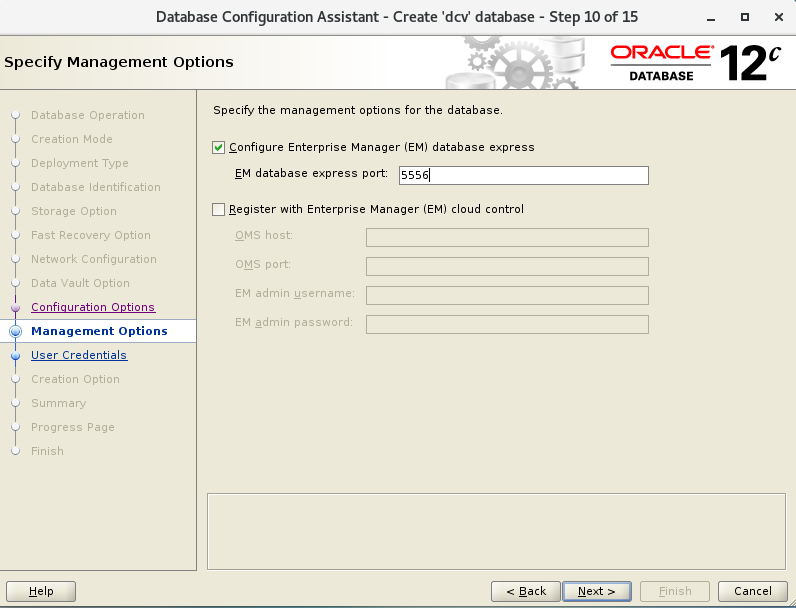 Database Configuration Assistant - Create 'dcv' database - Step 10 of 15
Specify Management Options
ORACLE®
DATABASE
12c
Database Operation
Creation Mode
Deployment Type
Database Identification
Storage Option
Fast Recovery Option
Network Configuration
Data Vault Option
Configuration Options
Management Options
User Credentials
Creation Option
Summary
Progress Page
Finish
Specify the management options for the database.
Configure Enterprise Manager (EM) database express
EM database express port: 5556
Register with Enterprise Manager (EM) cloud control
OMS host:
OMS port:
EM admin username:
EM admin password:
Help
< Back
Next >
Finish
Cancel